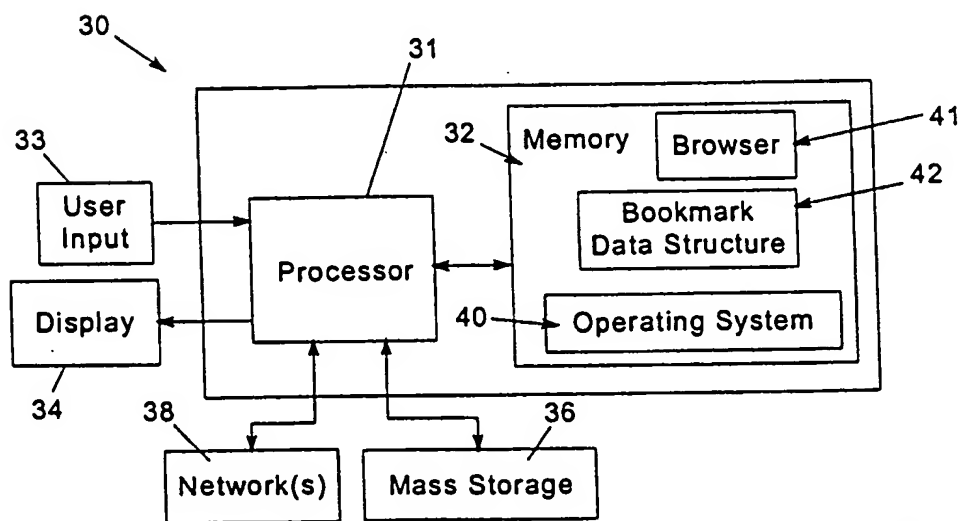 30
31
33
User
Input
Processor
32
Memory
Browser
41
42
Bookmark
Data Structure
40
Operating System
Display
34
38
Network(s)
36
Mass Storage